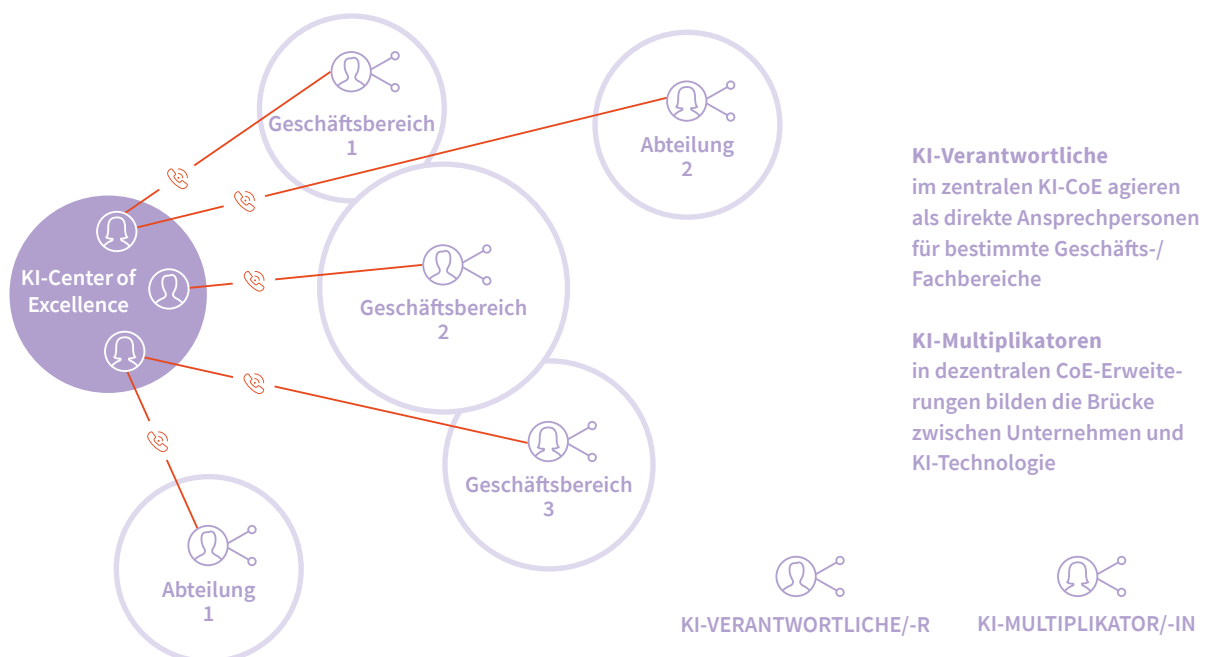 Geschäftsbereich
1
Abteilung
2
KI-Center of
Excellence
Geschäftsbereich
2
Geschäftsbereich
3
Abteilung
1
KI-Verantwortliche
im zentralen KI-CoE agieren
als direkte Ansprechpersonen
für bestimmte Geschäfts-/
Fachbereiche
KI-Multiplikatoren
in dezentralen CoE-Erweite-
rungen bilden die Brücke
zwischen Unternehmen und
KI-Technologie
KI-VERANTWORTLICHE/-R
KI-MULTIPLIKATOR/-IN